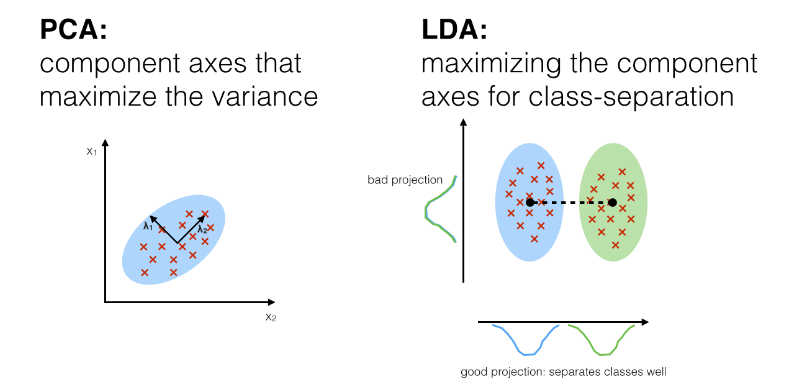 PCA:
component axes that
maximize the variance
LDA:
maximizing the component
axes for class-separation
x1
λ1
λ2
x2
bad projection
good projection: separates classes well